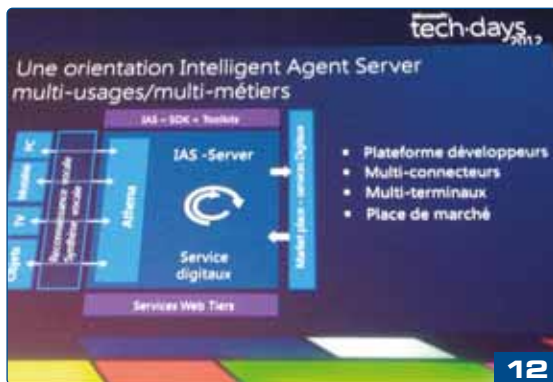 Microsoft
tech·days
2012
Une orientation Intelligent Agent Server
multi-usages/multi-métiers
IAS - SDK + Toolkits
PC
Mobile
TV
Objets
Reconnaissance vocale
Synthèse vocale
Athena
IAS -Server
Service
digitaux
Market place - services Digitaux
Services Web Tiers
• Plateforme développeurs
• Multi-connecteurs
• Multi-terminaux
• Place de marché
12